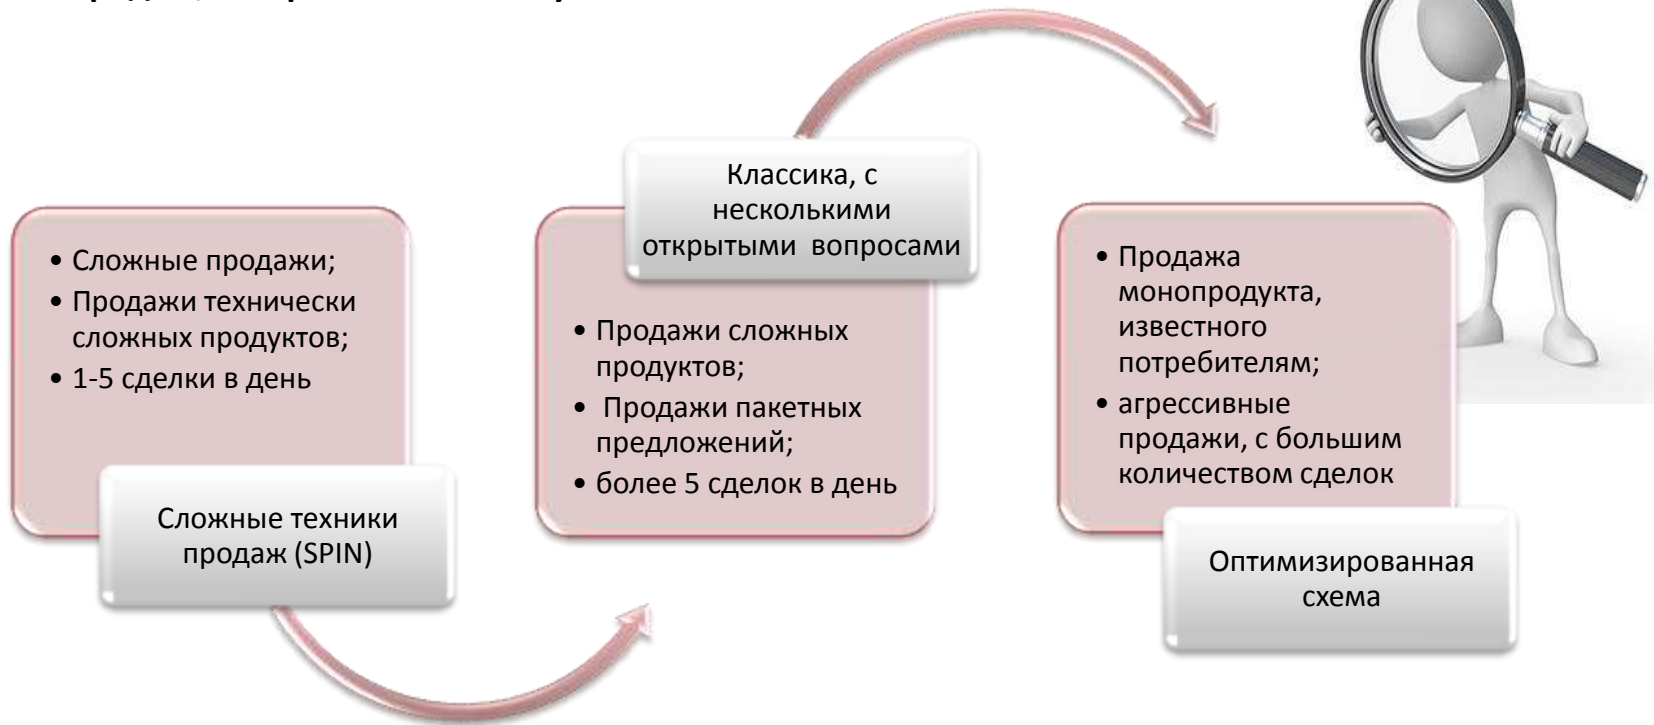 • Сложные продажи;
• Продажи технически
сложных продуктов;
• 1-5 сделки в день
Сложные техники
продаж (SPIN)
Классика, с
несколькими
открытыми вопросами
• Продажи сложных
продуктов;
• Продажи пакетных
предложений;
• более 5 сделок в день
• Продажа
монопродукта,
известного
потребителям;
• агрессивные
продажи, с большим
количеством сделок
Оптимизированная
схема